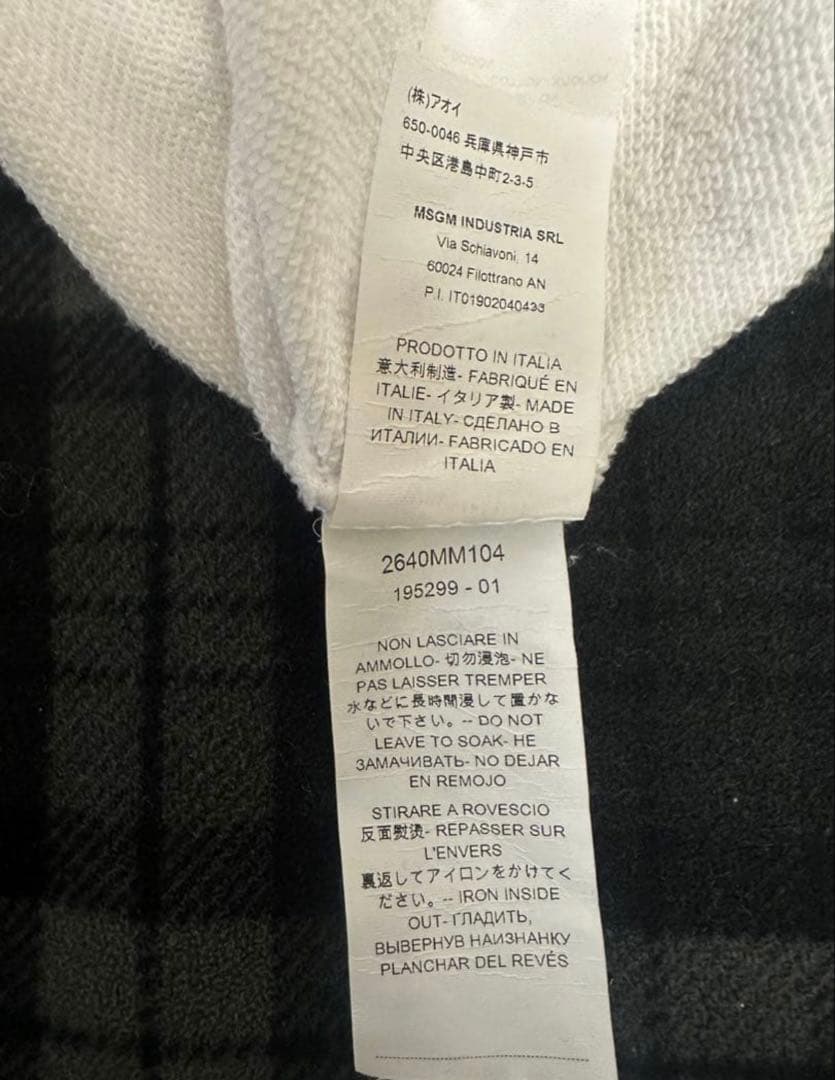 (株)アオイ
650-0046 兵庫県神戸市
中央区港島中町2-3-5
MSGM INDUSTRIA SRL
Via Schiavoni, 14
60024 Filottrano AN
P.I. IT01902040433
PRODOTTO IN ITALIA
意大利制造- FABRIQUÉ EN
ITALIE- イタリア製- MADE
IN ITALY- СДЕЛАНО В
ИТАЛИИ- FABRICADO EN
ITALIA
2640MM104
195299 - 01
NON LASCIARE IN
AMMOLLO- 切勿浸泡- NE
PAS LAISSER TREMPER
水などに長時間浸して置かな
いで下さい。-- DO NOT
LEAVE TO SOAK- НЕ
ЗАМАЧИВАТЬ- NO DEJAR
EN REMOJO
STIRARE A ROVESCIO
反面熨烫- REPASSER SUR
L'ENVERS
裏返してアイロンをかけてく
ださい。-- IRON INSIDE
OUT- ГЛАДИТЬ,
ВЫВЕРНУВ НАИЗНАНКУ
PLANCHAR DEL REVÉS